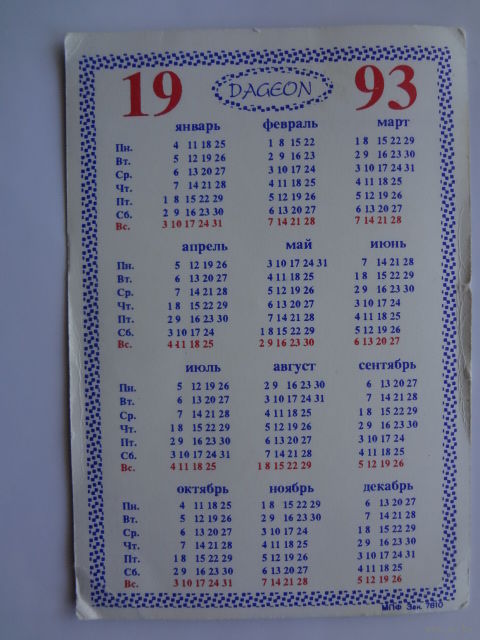 19 DAGEON 93
январь февраль март
Пн. 4 11 18 25 1 8 15 22 1 8 15 22 29
Вт. 5 12 19 26 2 9 16 23 2 9 16 23 30
Ср. 6 13 20 27 3 10 17 24 3 10 17 24 31
Чт. 7 14 21 28 4 11 18 25 4 11 18 25
Пт. 1 8 15 22 29 5 12 19 26 5 12 19 26
Сб. 2 9 16 23 30 6 13 20 27 6 13 20 27
Вс. 3 10 17 24 31 7 14 21 28 7 14 21 28
апрель май июнь
Пн. 5 12 19 26 3 10 17 24 31 7 14 21 28
Вт. 6 13 20 27 4 11 18 25 1 8 15 22 29
Ср. 7 14 21 28 5 12 19 26 2 9 16 23 30
Чт. 1 8 15 22 29 6 13 20 27 3 10 17 24
Пт. 2 9 16 23 30 7 14 21 28 4 11 18 25
Сб. 3 10 17 24 1 8 15 22 29 5 12 19 26
Вс. 4 11 18 25 2 9 16 23 30 6 13 20 27
июль август сентябрь
Пн. 5 12 19 26 2 9 16 23 30 6 13 20 27
Вт. 6 13 20 27 3 10 17 24 31 7 14 21 28
Ср. 7 14 21 28 4 11 18 25 1 8 15 22 29
Чт. 1 8 15 22 29 5 12 19 26 2 9 16 23 30
Пт. 2 9 16 23 30 6 13 20 27 3 10 17 24
Сб. 3 10 17 24 31 7 14 21 28 4 11 18 25
Вс. 4 11 18 25 1 8 15 22 29 5 12 19 26
октябрь ноябрь декабрь
Пн. 4 11 18 25 1 8 15 22 29 6 13 20 27
Вт. 5 12 19 26 2 9 16 23 30 7 14 21 28
Ср. 6 13 20 27 3 10 17 24 1 8 15 22 29
Чт. 7 14 21 28 4 11 18 25 2 9 16 23 30
Пт. 1 8 15 22 29 5 12 19 26 3 10 17 24 31
Сб. 2 9 16 23 30 6 13 20 27 4 11 18 25
Вс. 3 10 17 24 31 7 14 21 28 5 12 19 26
МПФ Зак. 7810